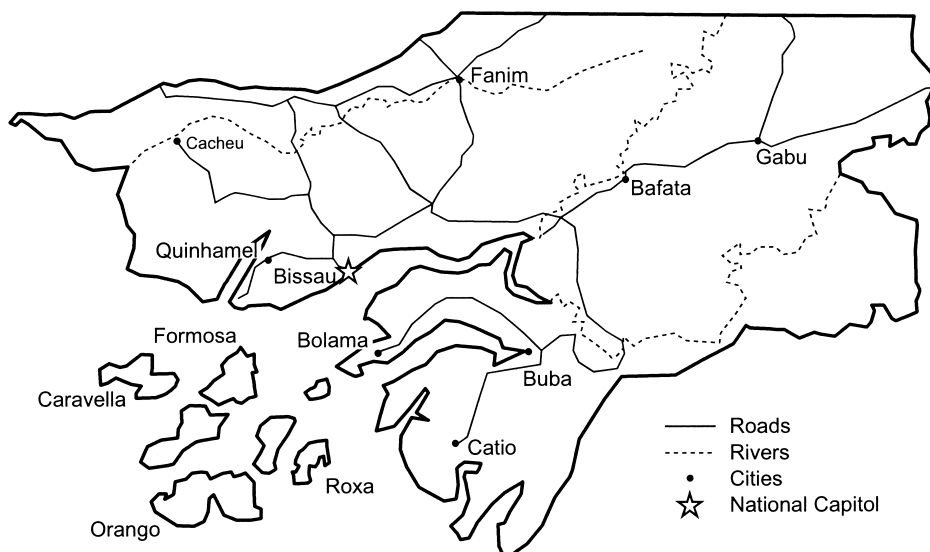 Fanim
Cacheu
Gabu
Bafata
Quinhamel
Bissau
Formosa
Bolama
Caravella
Buba
Roads
Catio
Rivers
Roxa
Cities
Orango
National Capitol